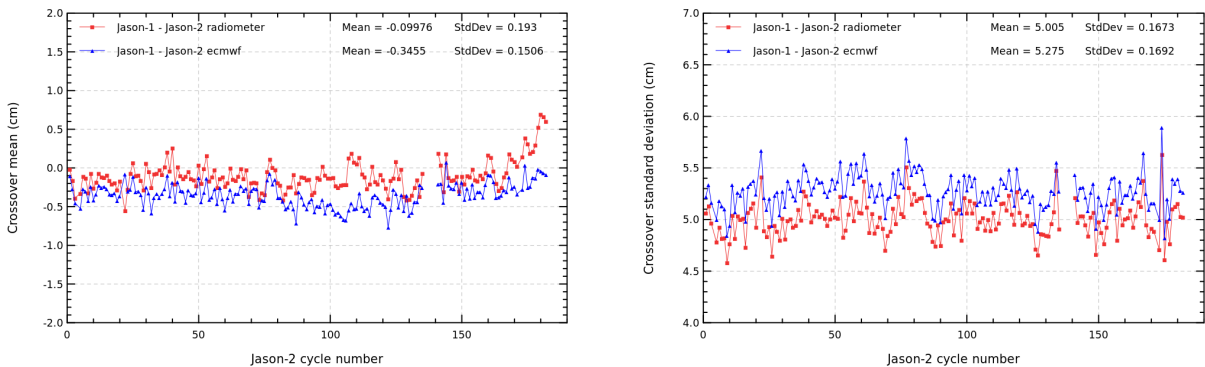 2.0
1.5
1.0
0.5
0.0
-0.5
-1.0
-1.5
-2.0
Crossover mean (cm)
Jason-1 - Jason-2 radiometer Mean = -0.09976 StdDev = 0.193
Jason-1 - Jason-2 ecmwf Mean = -0.3455 StdDev = 0.1506
0 50 100 150
Jason-2 cycle number
7.0
6.5
6.0
5.5
5.0
4.5
4.0
Crossover standard deviation (cm)
Jason-1 - Jason-2 radiometer Mean = 5.005 StdDev = 0.1673
Jason-1 - Jason-2 ecmwf Mean = 5.275 StdDev = 0.1692
0 50 100 150
Jason-2 cycle number